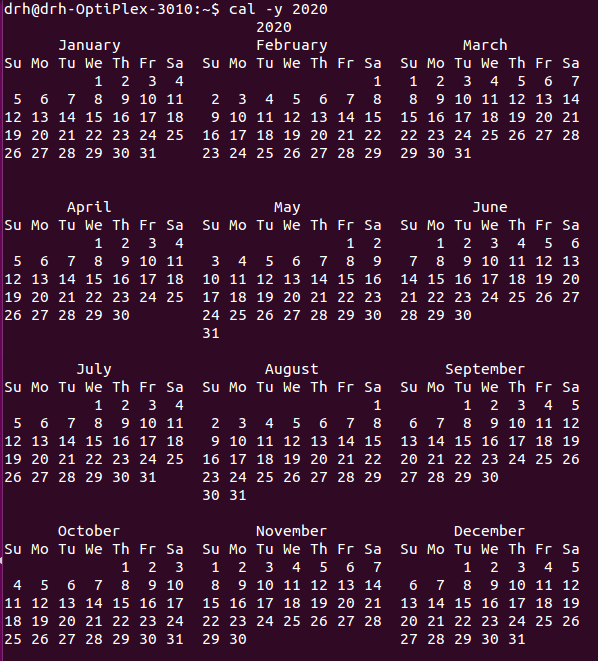 drh@drh-OptiPlex-3010:~$ cal -y 2020
                            2020
      January               February               March
Su Mo Tu We Th Fr Sa  Su Mo Tu We Th Fr Sa  Su Mo Tu We Th Fr Sa
          1  2  3  4                     1   1  2  3  4  5  6  7
 5  6  7  8  9 10 11   2  3  4  5  6  7  8   8  9 10 11 12 13 14
12 13 14 15 16 17 18   9 10 11 12 13 14 15  15 16 17 18 19 20 21
19 20 21 22 23 24 25  16 17 18 19 20 21 22  22 23 24 25 26 27 28
26 27 28 29 30 31     23 24 25 26 27 28 29  29 30 31

       April                  May                   June
Su Mo Tu We Th Fr Sa  Su Mo Tu We Th Fr Sa  Su Mo Tu We Th Fr Sa
          1  2  3  4                  1  2      1  2  3  4  5  6
 5  6  7  8  9 10 11   3  4  5  6  7  8  9   7  8  9 10 11 12 13
12 13 14 15 16 17 18  10 11 12 13 14 15 16  14 15 16 17 18 19 20
19 20 21 22 23 24 25  17 18 19 20 21 22 23  21 22 23 24 25 26 27
26 27 28 29 30        24 25 26 27 28 29 30  28 29 30
                      31

        July                 August              September
Su Mo Tu We Th Fr Sa  Su Mo Tu We Th Fr Sa  Su Mo Tu We Th Fr Sa
          1  2  3  4                     1         1  2  3  4  5
 5  6  7  8  9 10 11   2  3  4  5  6  7  8   6  7  8  9 10 11 12
12 13 14 15 16 17 18   9 10 11 12 13 14 15  13 14 15 16 17 18 19
19 20 21 22 23 24 25  16 17 18 19 20 21 22  20 21 22 23 24 25 26
26 27 28 29 30 31     23 24 25 26 27 28 29  27 28 29 30
                      30 31

      October               November              December
Su Mo Tu We Th Fr Sa  Su Mo Tu We Th Fr Sa  Su Mo Tu We Th Fr Sa
             1  2  3   1  2  3  4  5  6  7         1  2  3  4  5
 4  5  6  7  8  9 10   8  9 10 11 12 13 14   6  7  8  9 10 11 12
11 12 13 14 15 16 17  15 16 17 18 19 20 21  13 14 15 16 17 18 19
18 19 20 21 22 23 24  22 23 24 25 26 27 28  20 21 22 23 24 25 26
25 26 27 28 29 30 31  29 30                 27 28 29 30 31